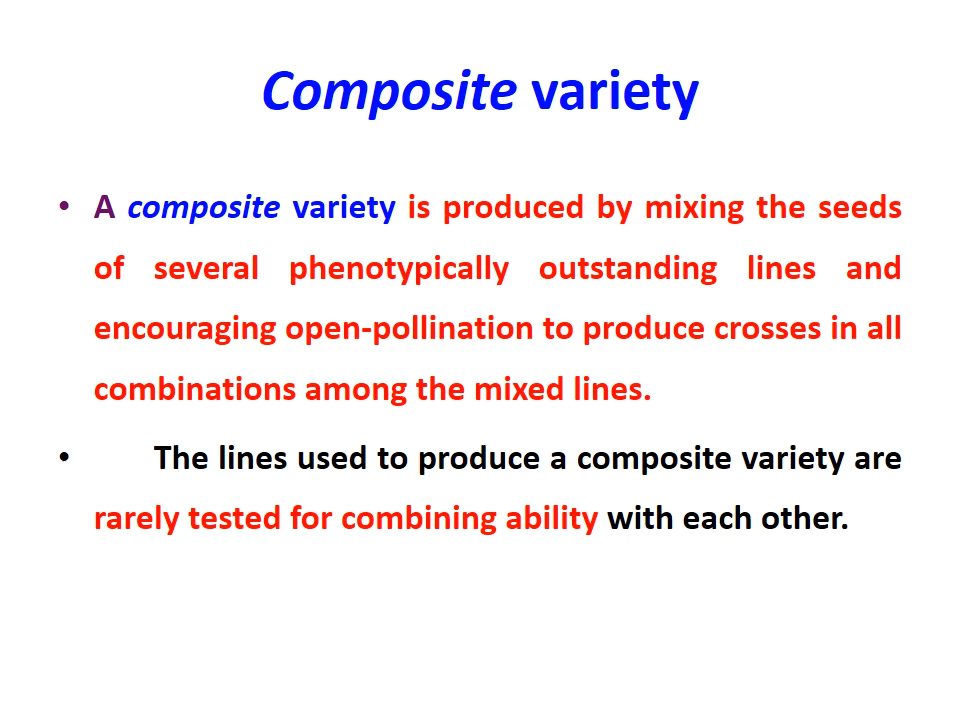 Composite variety
• A composite variety is produced by mixing the seeds
of several phenotypically outstanding lines and
encouraging open-pollination to produce crosses in all
combinations among the mixed lines.
• The lines used to produce a composite variety are
rarely tested for combining ability with each other.